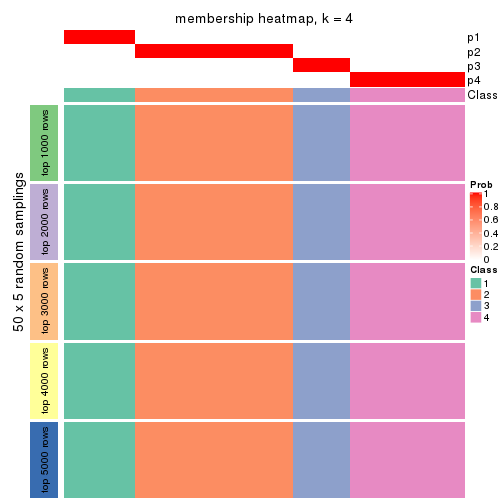 membership heatmap, k = 4
p1
p2
p3
p4
Class
50 x 5 random samplings
top 1000 rows
top 2000 rows
top 3000 rows
top 4000 rows
top 5000 rows
Prob
1
0.8
0.6
0.4
0.2
0
Class
1
2
3
4